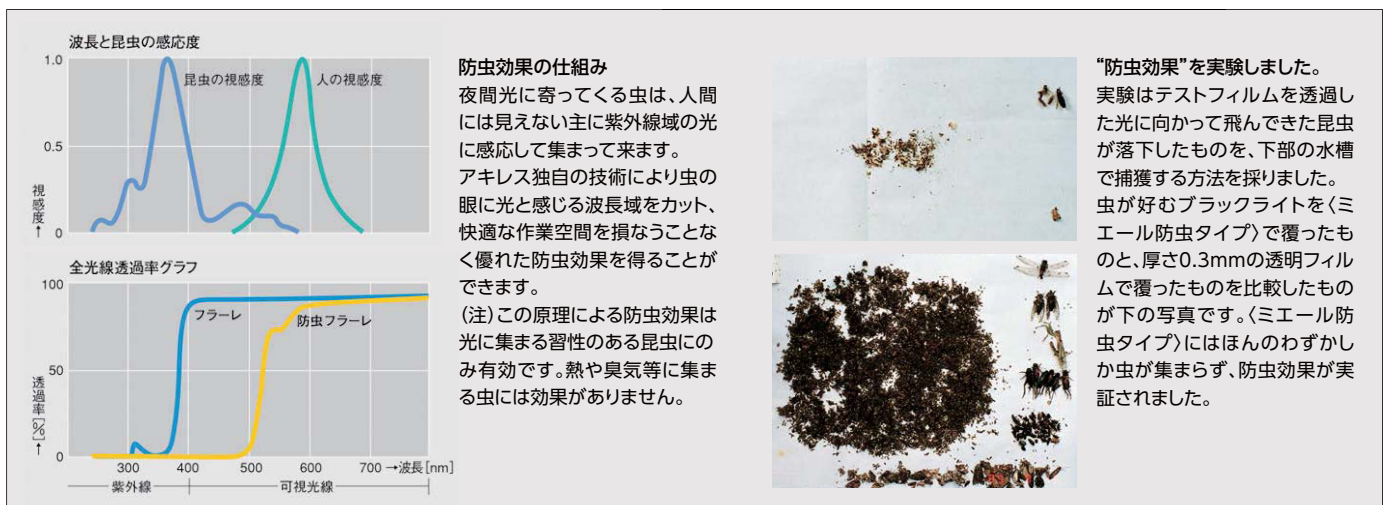 波長と昆虫の感応度
1.0
0.5
0
視感度→
昆虫の視感度
人の視感度
全光線透過率グラフ
100
50
0
透過率[%]→
フラーレ
防虫フラーレ
300
400
500
600
700
→波長[nm]
紫外線
可視光線
防虫効果の仕組み
夜間光に寄ってくる虫は、人間
には見えない主に紫外線域の光
に感応して集まって来ます。
アキレス独自の技術により虫の
眼に光と感じる波長域をカット、
快適な作業空間を損なうことな
く優れた防虫効果を得ることが
できます。
(注)この原理による防虫効果は
光に集まる習性のある昆虫にの
み有効です。熱や臭気等に集ま
る虫には効果がありません。
“防虫効果”を実験しました。
実験はテストフィルムを透過し
た光に向かって飛んできた昆虫
が落下したものを、下部の水槽
で捕獲する方法を採りました。
虫が好むブラックライトを〈ミ
エール防虫タイプ〉で覆ったも
のと、厚さ0.3mmの透明フィル
ムで覆ったものを比較したもの
が下の写真です。〈ミエール防
虫タイプ〉にはほんのわずかし
か虫が集まらず、防虫効果が実
証されました。